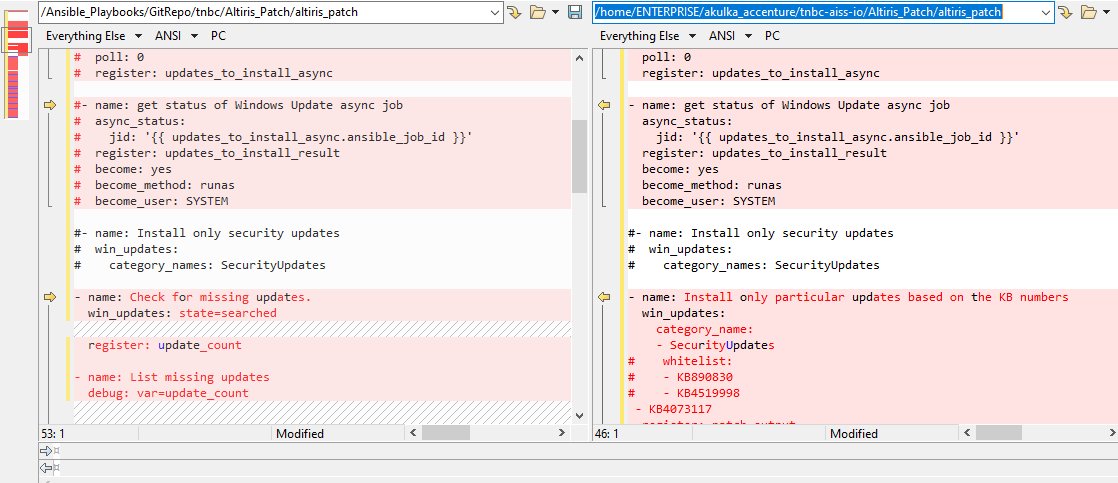 /Ansible_Playbooks/GitRepo/tnbc/Altiris_Patch/altiris_patch
Everything Else ANSI PC
#  poll: 0
#  register: updates_to_install_async
#- name: get status of Windows Update async job
#  async_status:
#    jid: '{{ updates_to_install_async.ansible_job_id }}'
#  register: updates_to_install_result
#  become: yes
#  become_method: runas
#  become_user: SYSTEM
#- name: Install only security updates
#  win_updates:
#    category_names: SecurityUpdates
- name: Check for missing updates.
  win_updates: state=searched
  register: update_count
- name: List missing updates
  debug: var=update_count
53: 1 Modified
/home/ENTERPRISE/akulka_accenture/tnbc-aiss-io/Altiris_Patch/altiris_patch
Everything Else ANSI PC
  poll: 0
  register: updates_to_install_async
- name: get status of Windows Update async job
  async_status:
    jid: '{{ updates_to_install_async.ansible_job_id }}'
  register: updates_to_install_result
  become: yes
  become_method: runas
  become_user: SYSTEM
#- name: Install only security updates
#  win_updates:
#    category_names: SecurityUpdates
- name: Install only particular updates based on the KB numbers
  win_updates:
    category_name:
    - SecurityUpdates
#    whitelist:
#    - KB890830
#    - KB4519998
 - KB4073117
  register: patch_output
46: 1 Modified